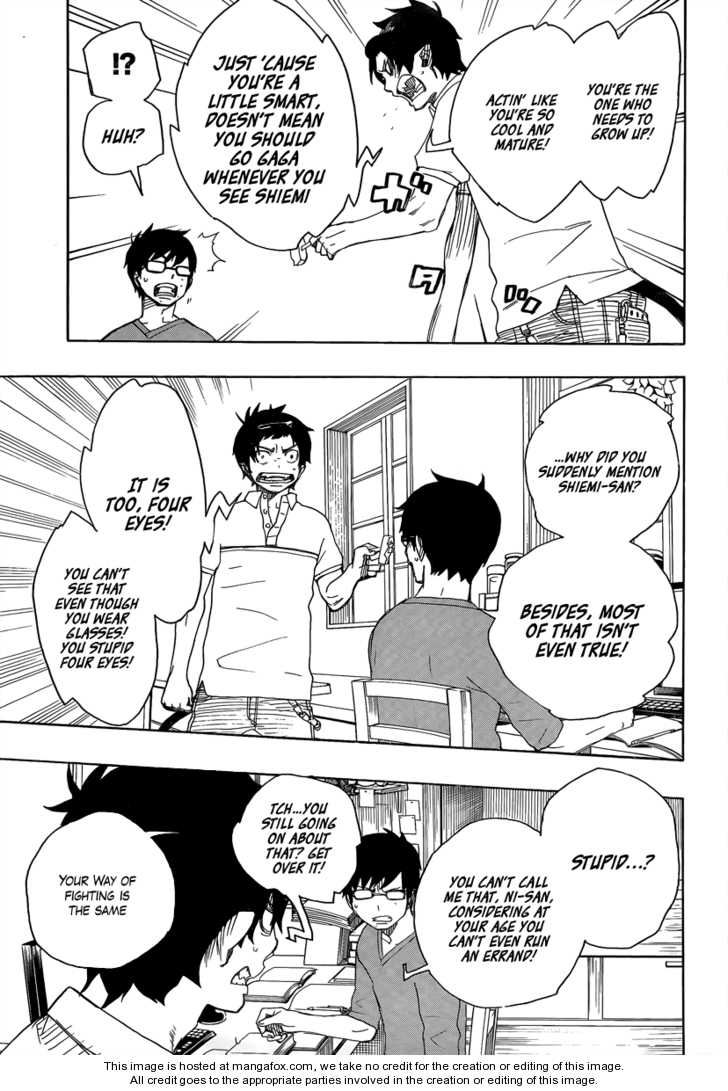 YOU'RE THE
ONE WHO
NEEDS TO
GROW UP!
ACTIN' LIKE
YOU'RE SO
COOL AND
MATURE!
JUST 'CAUSE
YOU'RE A
LITTLE SMART,
DOESN'T MEAN
YOU SHOULD
GO GAGA
WHENEVER YOU
SEE SHIEMI
!?
HUH?
ガ
タ
...WHY DID YOU
SUDDENLY MENTION
SHIEMI-SAN?
BESIDES, MOST
OF THAT ISN'T
EVEN TRUE!
IT IS
TOO, FOUR
EYES!
YOU CAN'T
SEE THAT
EVEN THOUGH
YOU WEAR
GLASSES!
YOU STUPID
FOUR EYES!
STUPID...?
YOU CAN'T CALL
ME THAT, NI-SAN,
CONSIDERING AT
YOUR AGE YOU
CAN'T EVEN RUN
AN ERRAND!
TCH...YOU
STILL GOING
ON ABOUT
THAT? GET
OVER IT!
YOUR WAY OF
FIGHTING IS
THE SAME
This image is hosted at mangafox.com, we take no credit for the creation or editing of this image.
All credit goes to the appropriate parties involved in the creation or editing of this image.